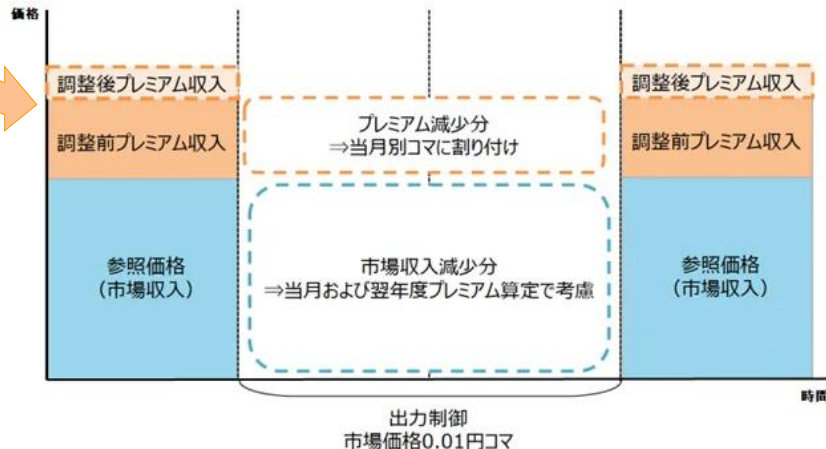 価格
調整後プレミアム収入
調整前プレミアム収入
参照価格
（市場収入）
プレミアム減少分
⇒当月別コマに割り付け
市場収入減少分
⇒当月および翌年度プレミアム算定で考慮
調整後プレミアム収入
調整前プレミアム収入
参照価格
（市場収入）
時間
出力制御
市場価格0.01円コマ